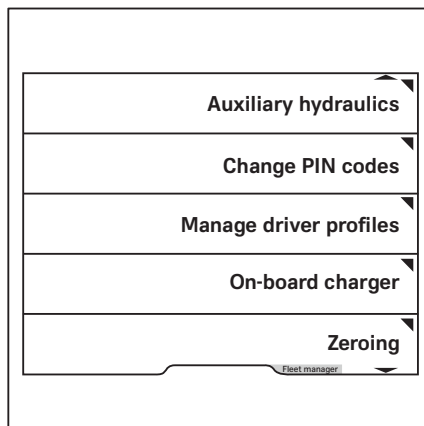 Auxiliary hydraulics
Change PIN codes
Manage driver profiles
On-board charger
Zeroing
Fleet manager